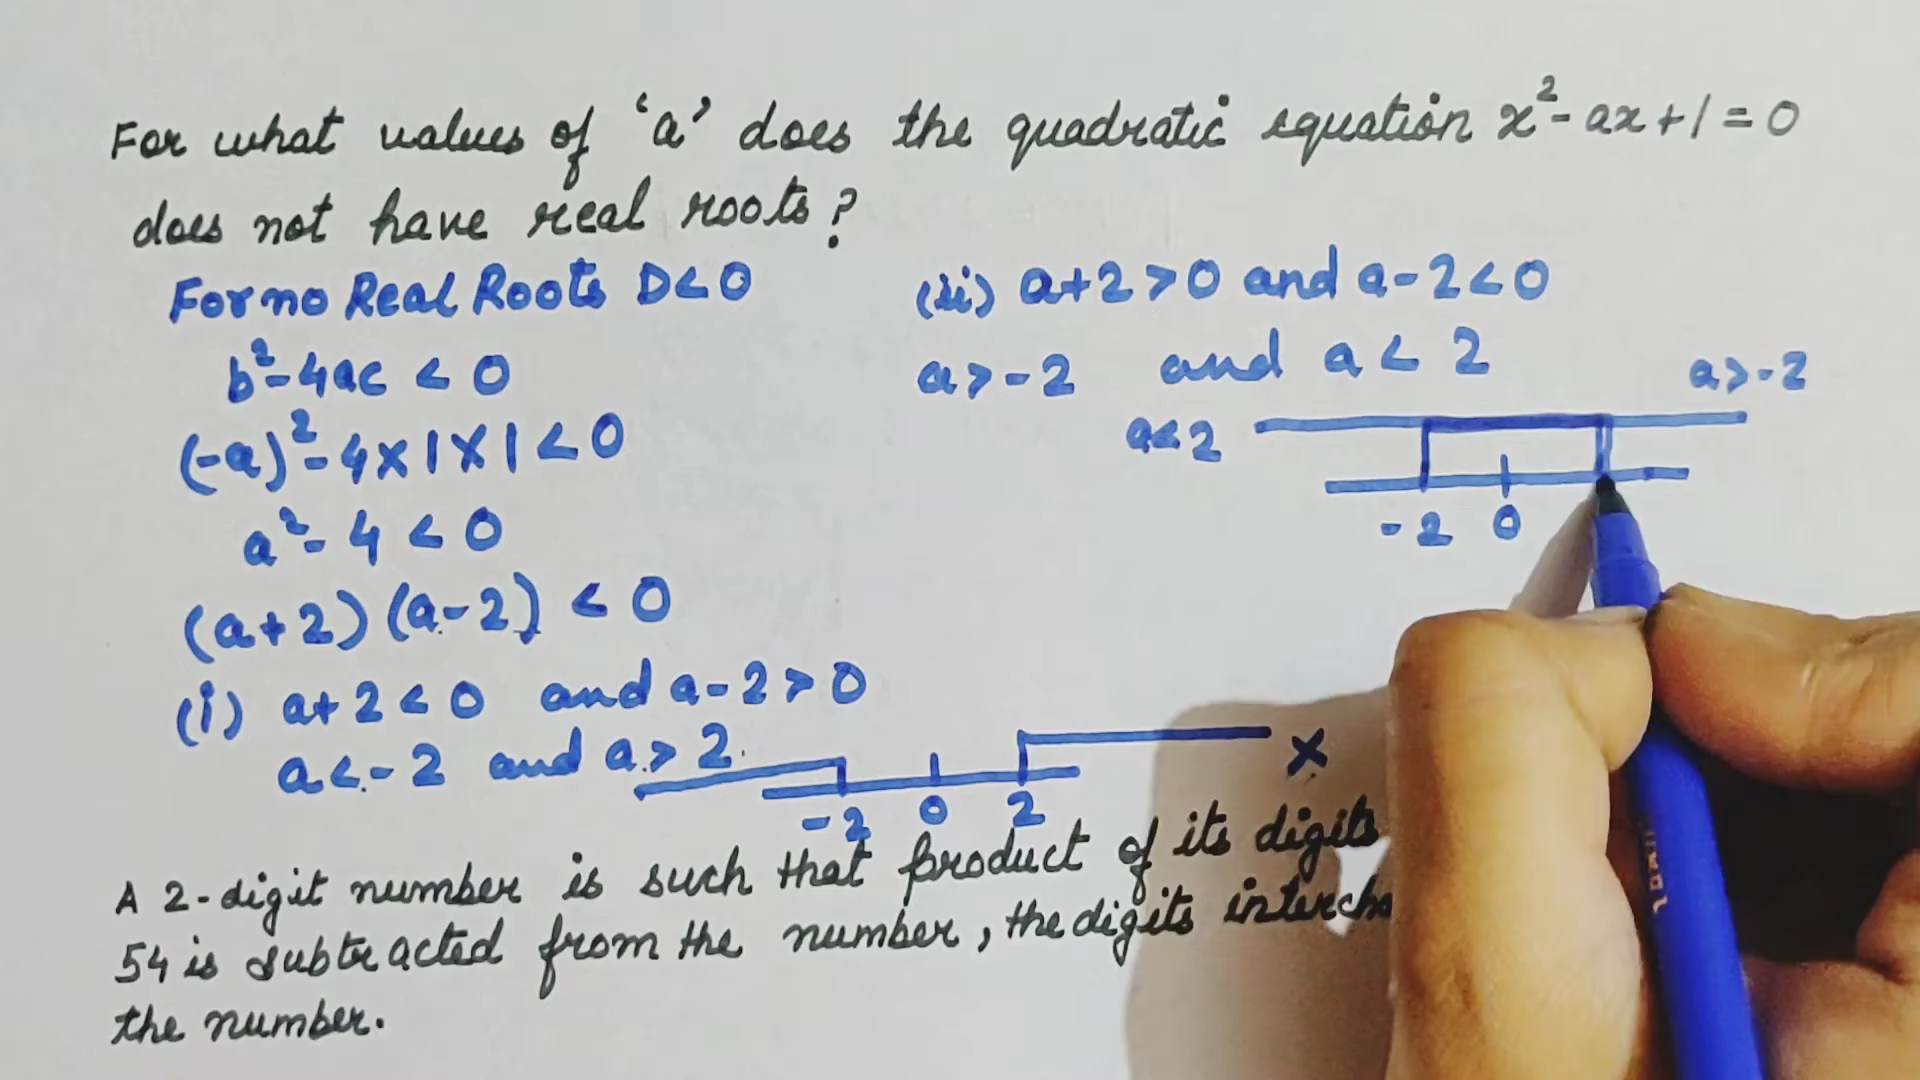 For what values of ‘a’ does the quadratic equation x²- ax+1=0
does not have real roots?
For no Real Roots D<0
b²-4ac < 0
(-a)²-4×1×1<0
a²-4<0
(a+2)(a-2) < 0
(i) a+2<0 and a-2>0
a<-2 and a>2
-2 0 2
×
(ii) a+2>0 and a-2<0
a>-2 and a<2
a>-2
a<2
-2 0
A 2-digit number is such that product of its digits
54 is subtracted from the number, the digits
the number.